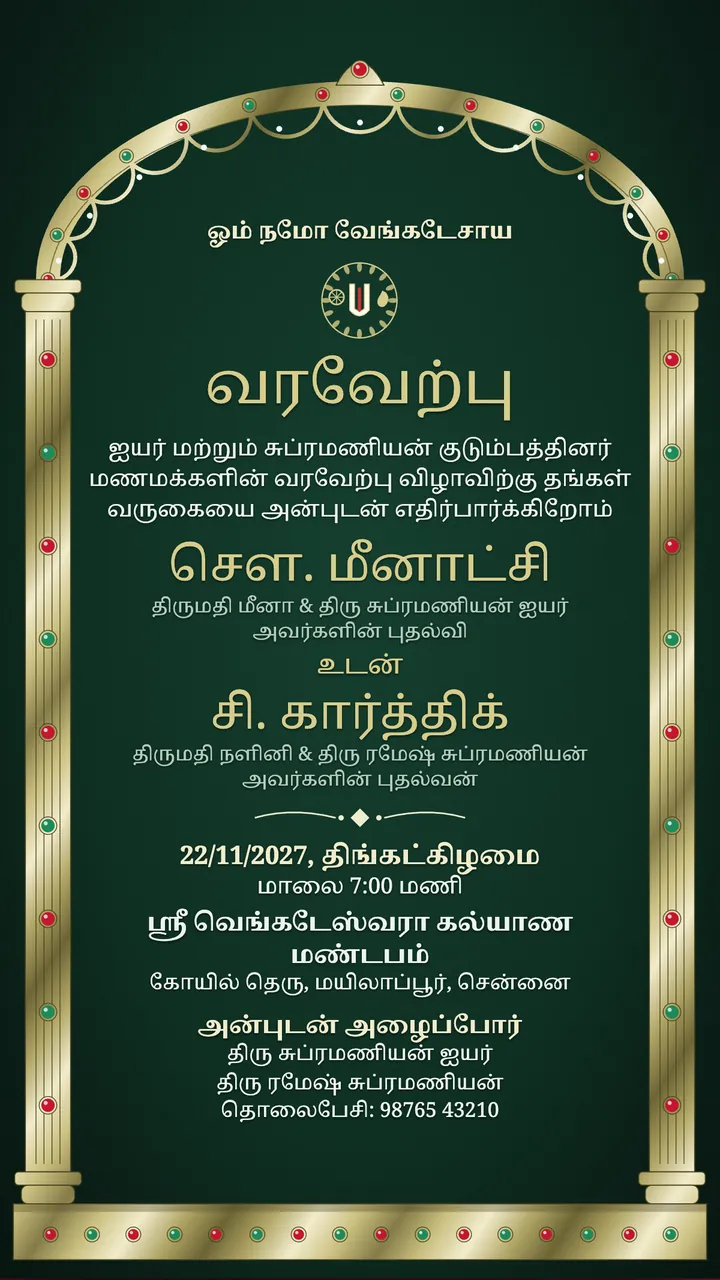 ஓம் நமோ வேங்கடேசாய
வரவேற்பு
ஐயர் மற்றும் சுப்ரமணியன் குடும்பத்தினர்
மணமக்களின் வரவேற்பு விழாவிற்கு தங்கள்
வருகையை அன்புடன் எதிர்பார்க்கிறோம்
சௌ. மீனாட்சி
திருமதி மீனா & திரு சுப்ரமணியன் ஐயர்
அவர்களின் புதல்வி
உடன்
சி. கார்த்திக்
திருமதி நளினி & திரு ரமேஷ் சுப்ரமணியன்
அவர்களின் புதல்வன்
22/11/2027, திங்கட்கிழமை
மாலை 7:00 மணி
ஸ்ரீ வெங்கடேஸ்வரா கல்யாண
மண்டபம்
கோயில் தெரு, மயிலாப்பூர், சென்னை
அன்புடன் அழைப்போர்
திரு சுப்ரமணியன் ஐயர்
திரு ரமேஷ் சுப்ரமணியன்
தொலைபேசி: 98765 43210